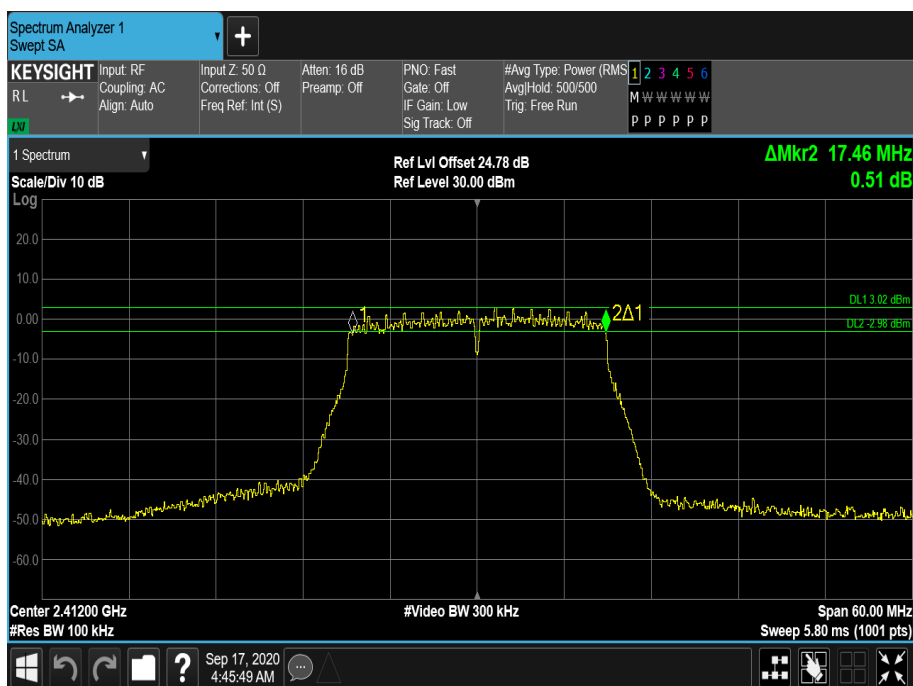 Spectrum Analyzer 1
Swept SA
+
KEYSIGHT Input: RF Input Z: 50 Ω Atten: 16 dB PNO: Fast #Avg Type: Power (RMS 1 2 3 4 5 6
R L Coupling: AC Corrections: Off Preamp: Off Gate: Off Avg|Hold: 500/500 M W W W W W
Align: Auto Freq Ref: Int (S) IF Gain: Low Trig: Free Run
LXI Sig Track: Off P P P P P P
1 Spectrum Ref Lvl Offset 24.78 dB ΔMkr2 17.46 MHz
Scale/Div 10 dB Ref Level 30.00 dBm 0.51 dB
Log
20.0
10.0
DL1 3.02 dBm
1 2Δ1
0.00
DL2 -2.98 dBm
-10.0
-20.0
-30.0
-40.0
-50.0
-60.0
Center 2.41200 GHz #Video BW 300 kHz Span 60.00 MHz
#Res BW 100 kHz Sweep 5.80 ms (1001 pts)
? Sep 17, 2020
4:45:49 AM